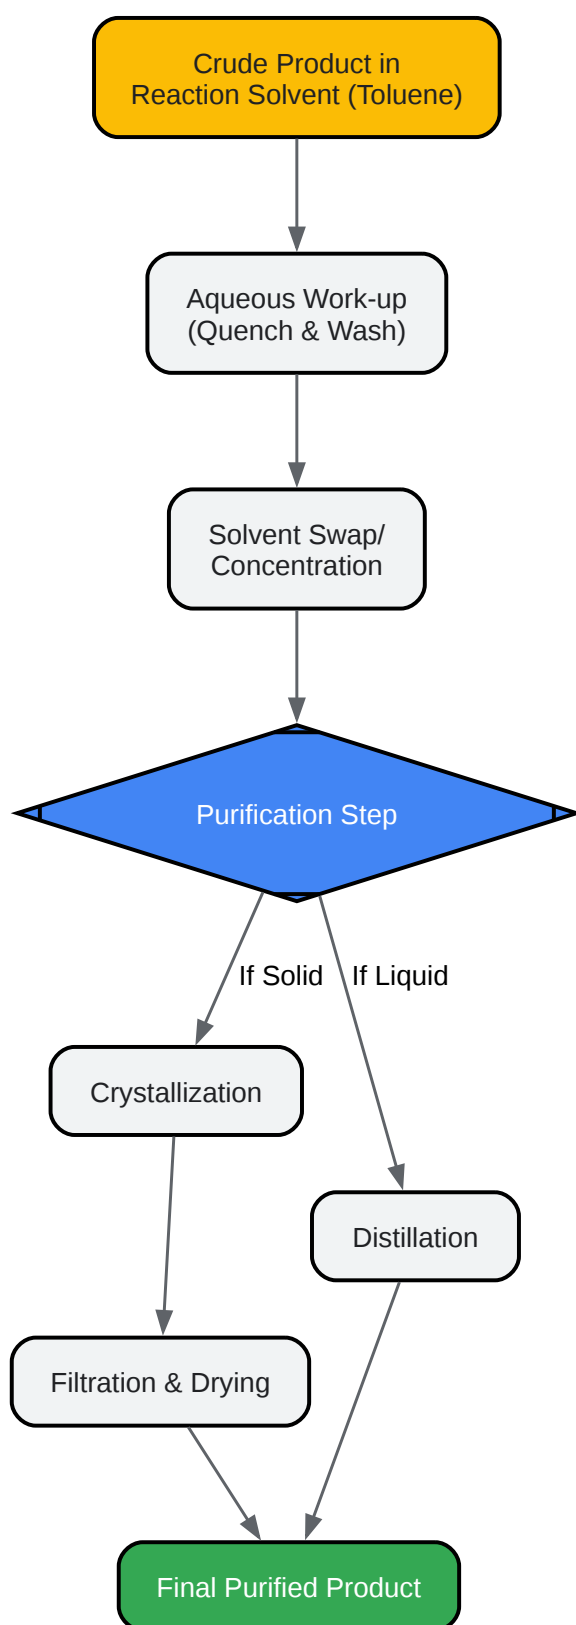 Crude Product in
Reaction Solvent (Toluene)
Aqueous Work-up
(Quench & Wash)
Solvent Swap/
Concentration
Purification Step
If Solid
If Liquid
Crystallization
Distillation
Filtration & Drying
Final Purified Product